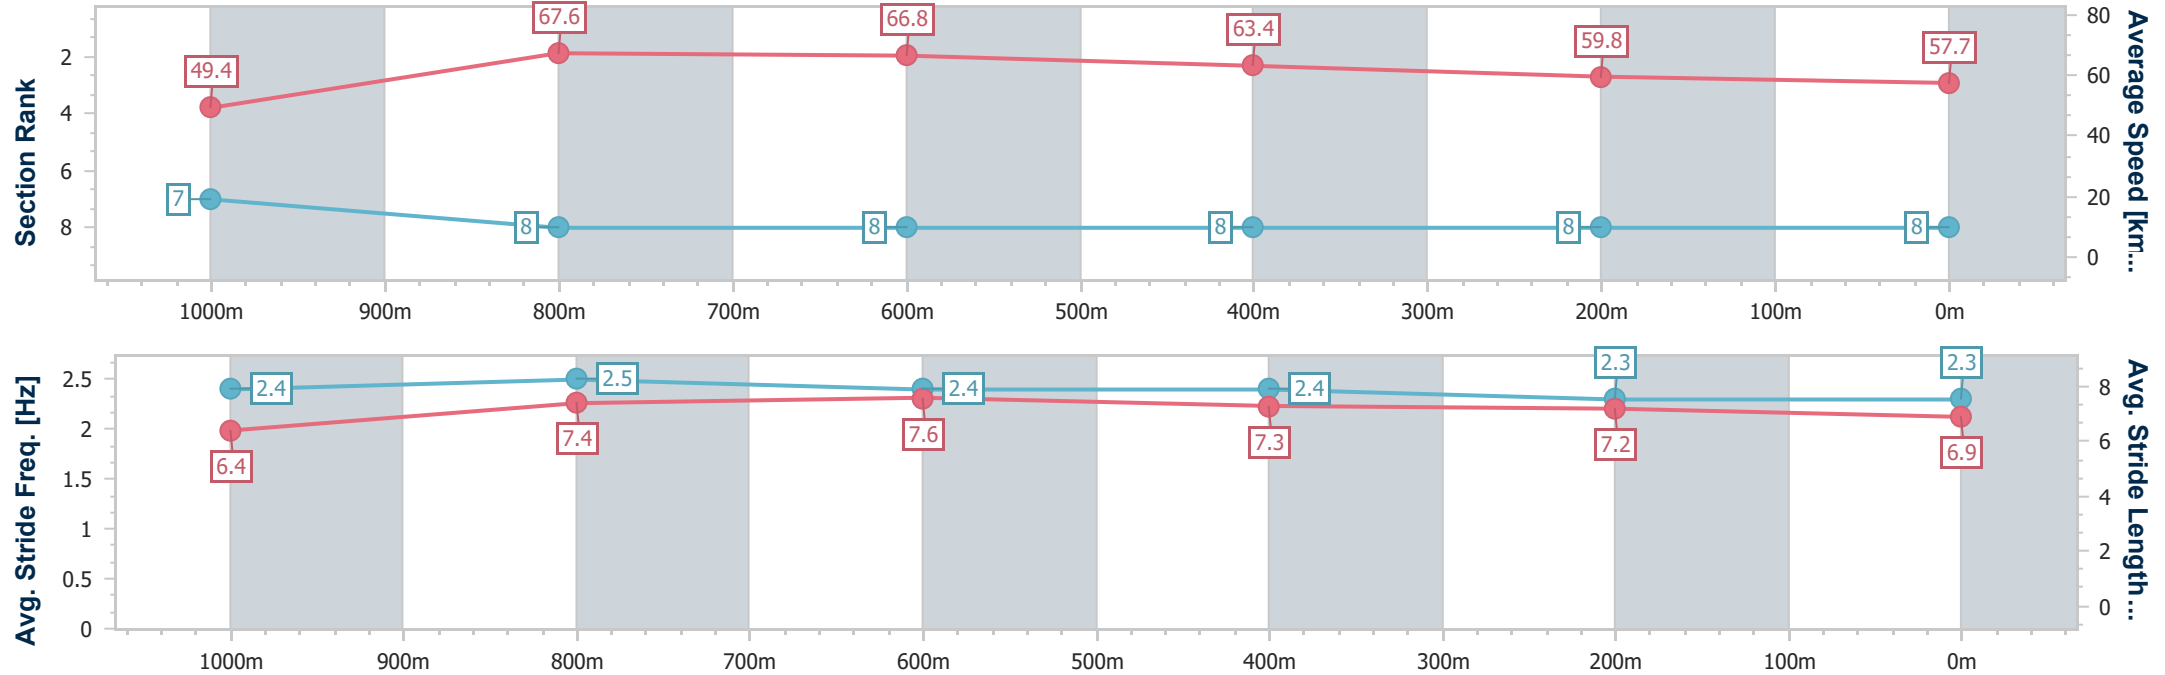 Section Rank
2
4
6
8
49.4
67.6
66.8
63.4
59.8
57.7
7
8
8
8
8
8
80
60
40
20
0
Average Speed [km...
1000m
900m
800m
700m
600m
500m
400m
300m
200m
100m
0m
Avg. Stride Freq. [Hz]
2.5
2
1.5
1
0.5
0
2.4
2.5
2.4
2.4
2.3
2.3
6.4
7.4
7.6
7.3
7.2
6.9
8
6
4
2
0
Avg. Stride Length...
1000m
900m
800m
700m
600m
500m
400m
300m
200m
100m
0m